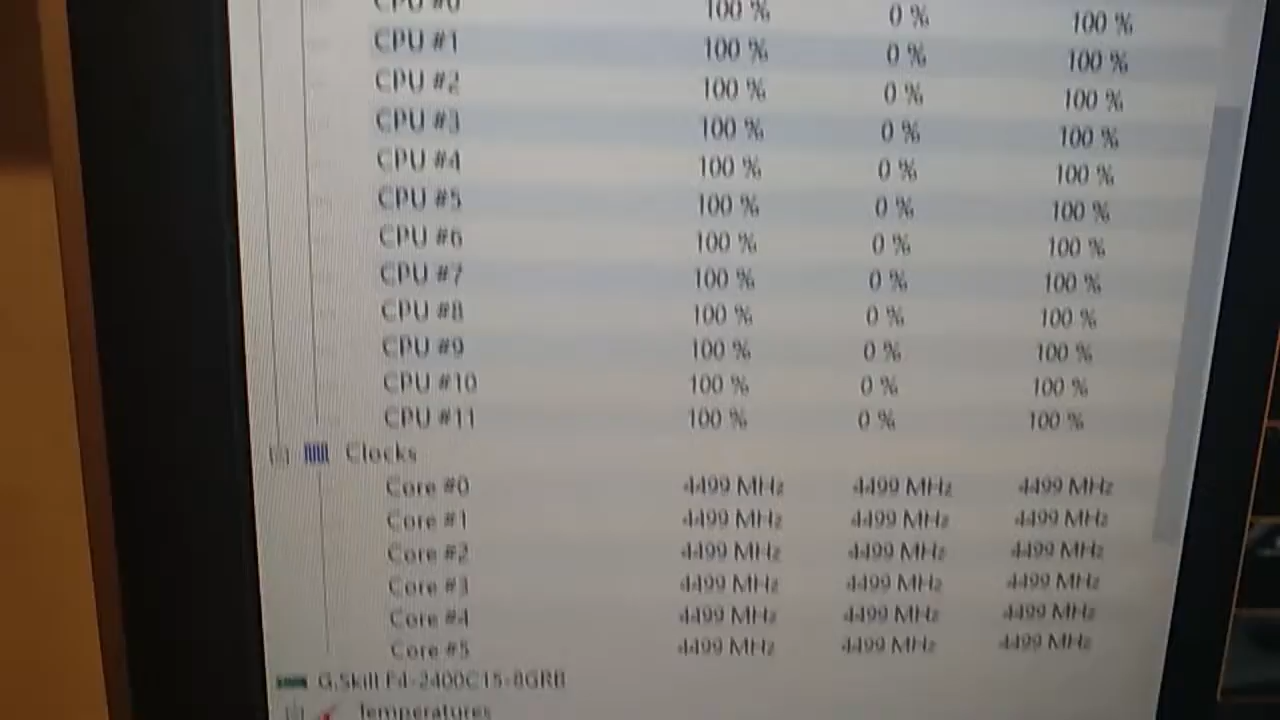 CPU #0 100 % 0 % 100 %
CPU #1 100 % 0 % 100 %
CPU #2 100 % 0 % 100 %
CPU #3 100 % 0 % 100 %
CPU #4 100 % 0 % 100 %
CPU #5 100 % 0 % 100 %
CPU #6 100 % 0 % 100 %
CPU #7 100 % 0 % 100 %
CPU #8 100 % 0 % 100 %
CPU #9 100 % 0 % 100 %
CPU #10 100 % 0 % 100 %
CPU #11 100 % 0 % 100 %
Clocks
Core #0 4499 MHz 4499 MHz 4499 MHz
Core #1 4499 MHz 4499 MHz 4499 MHz
Core #2 4499 MHz 4499 MHz 4499 MHz
Core #3 4499 MHz 4499 MHz 4499 MHz
Core #4 4499 MHz 4499 MHz 4499 MHz
Core #5 4499 MHz 4499 MHz 4499 MHz
G.Skill F4-2400C15-8GRB
Temperatures